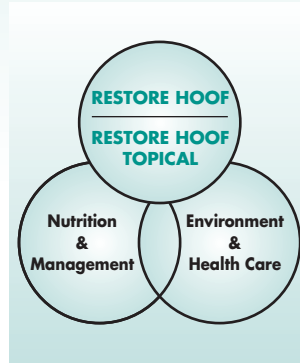 RESTORE HOOF
RESTORE HOOF
TOPICAL
Nutrition
&
Management
Environment
&
Health Care